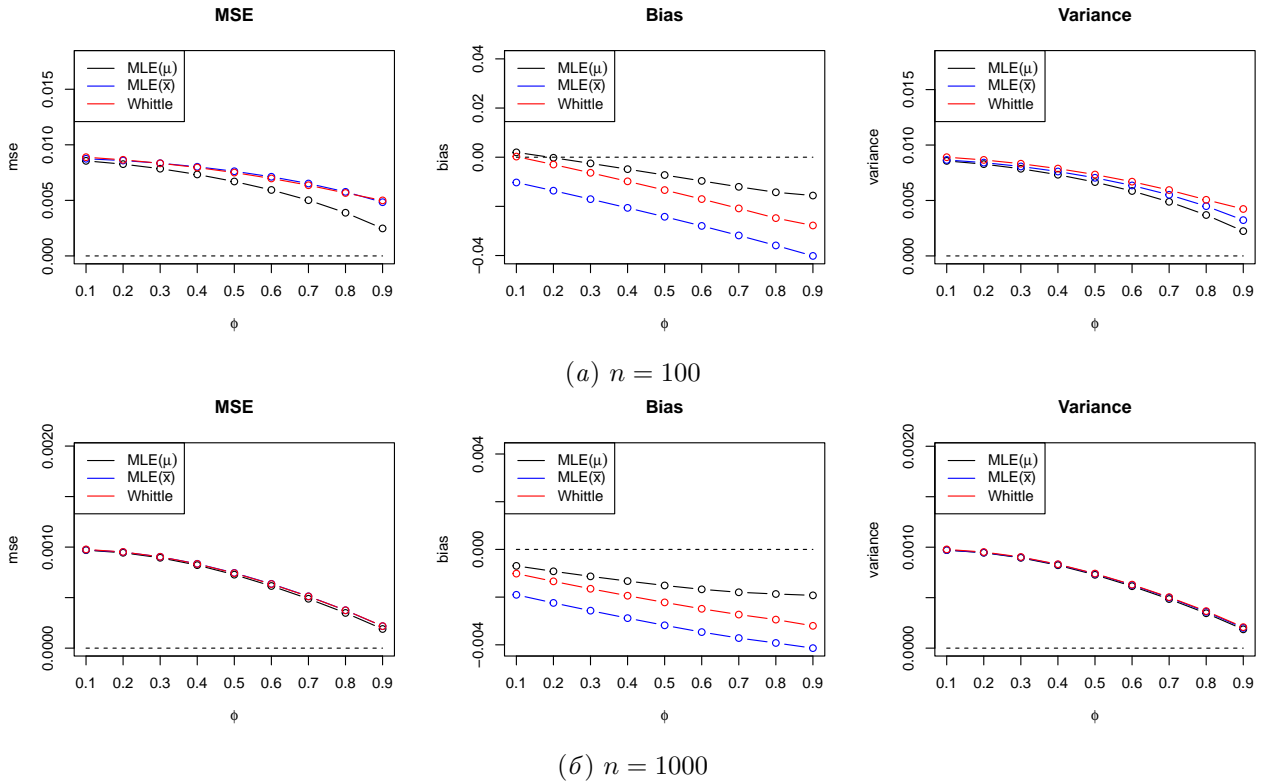 MSE
mse
0.000
0.005
0.010
0.015
MLE(μ)
MLE(x̄)
Whittle
0.1 0.2 0.3 0.4 0.5 0.6 0.7 0.8 0.9
ϕ
Bias
bias
−0.04
0.00
0.02
0.04
MLE(μ)
MLE(x̄)
Whittle
0.1 0.2 0.3 0.4 0.5 0.6 0.7 0.8 0.9
ϕ
Variance
variance
0.000
0.005
0.010
0.015
MLE(μ)
MLE(x̄)
Whittle
0.1 0.2 0.3 0.4 0.5 0.6 0.7 0.8 0.9
ϕ
(а) n = 100
MSE
mse
0.0000
0.0010
0.0020
MLE(μ)
MLE(x̄)
Whittle
0.1 0.2 0.3 0.4 0.5 0.6 0.7 0.8 0.9
ϕ
Bias
bias
−0.004
0.000
0.004
MLE(μ)
MLE(x̄)
Whittle
0.1 0.2 0.3 0.4 0.5 0.6 0.7 0.8 0.9
ϕ
Variance
variance
0.0000
0.0010
0.0020
MLE(μ)
MLE(x̄)
Whittle
0.1 0.2 0.3 0.4 0.5 0.6 0.7 0.8 0.9
ϕ
(б) n = 1000